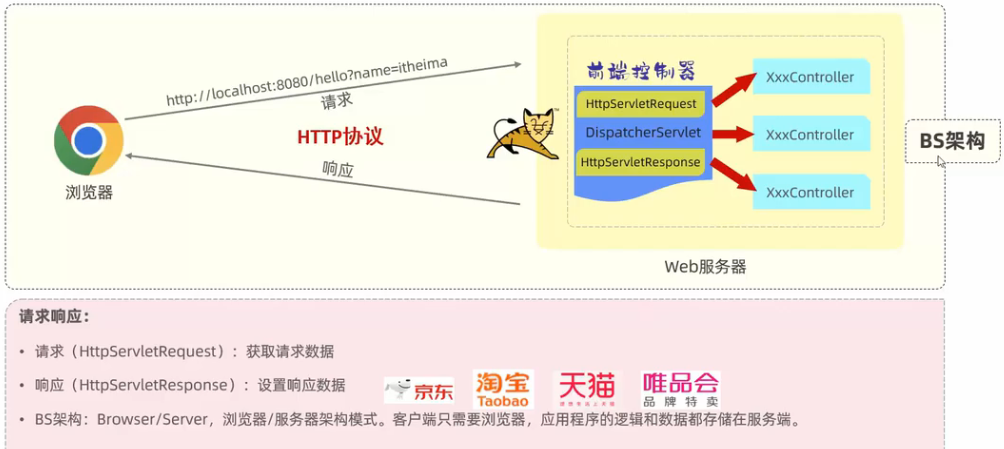 http://localhost:8080/hello?name=itheima
请求
HTTP协议
响应
浏览器
前端控制器
HttpServletRequest
DispatcherServlet
HttpServletResponse
XxxController
XxxController
XxxController
Web服务器
BS架构
请求响应：
• 请求（HttpServletRequest）：获取请求数据
• 响应（HttpServletResponse）：设置响应数据
京东
淘宝
Taobao
天猫
唯品会
品牌特卖
• BS架构：Browser/Server，浏览器/服务器架构模式。客户端只需要浏览器，应用程序的逻辑和数据都存储在服务端。